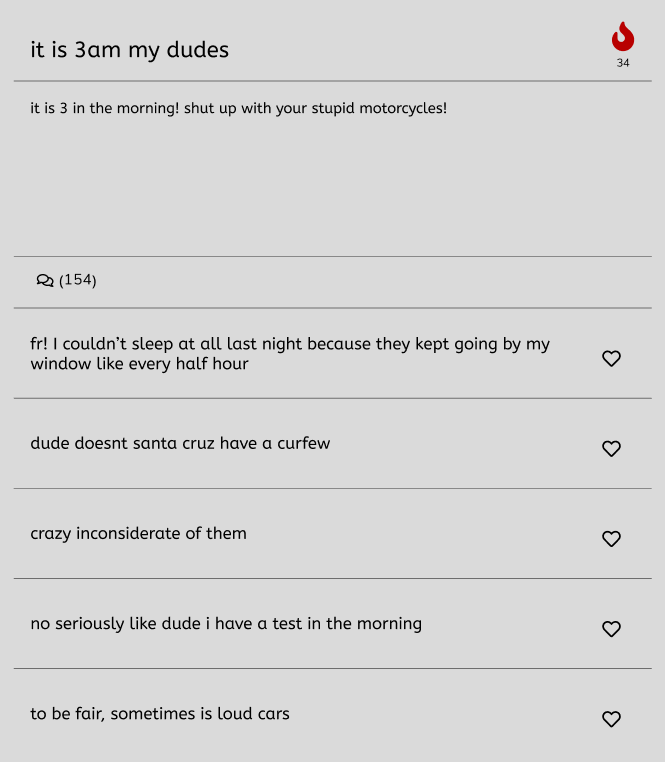 it is 3am my dudes
34
it is 3 in the morning! shut up with your stupid motorcycles!
(154)
fr! I couldn’t sleep at all last night because they kept going by my
window like every half hour
dude doesnt santa cruz have a curfew
crazy inconsiderate of them
no seriously like dude i have a test in the morning
to be fair, sometimes is loud cars